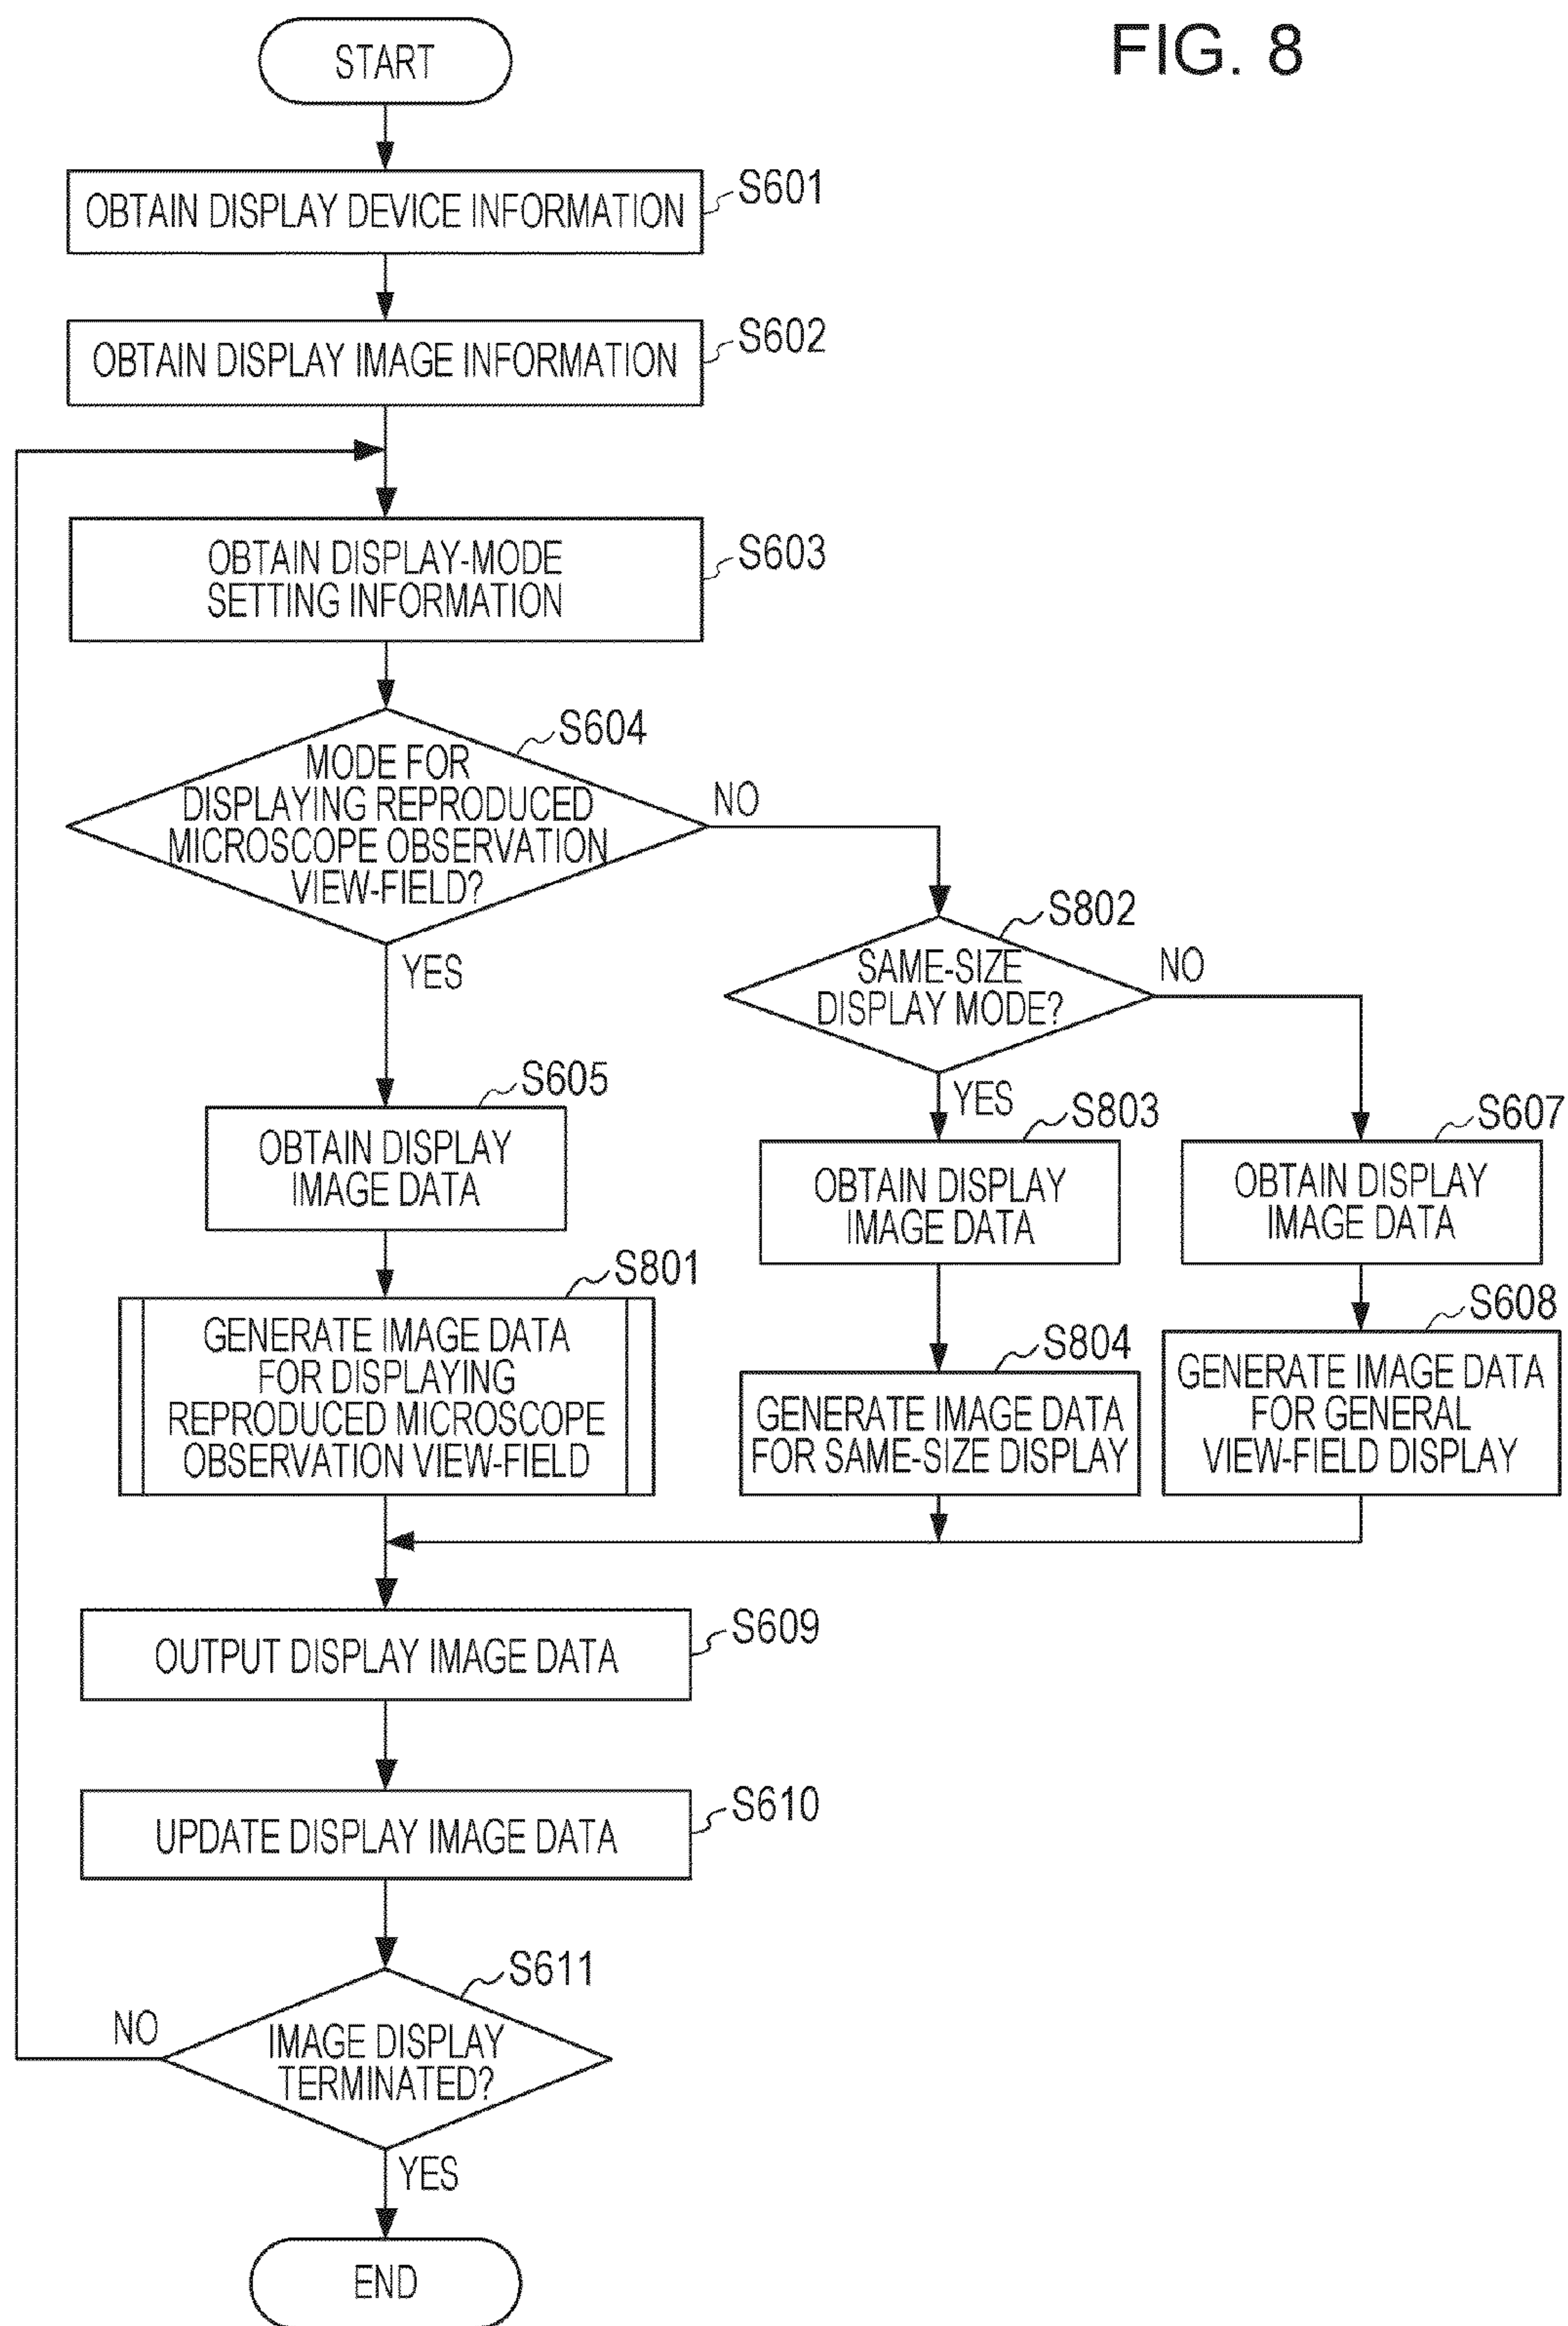 FIG. 8
START
OBTAIN DISPLAY DEVICE INFORMATION
S601
OBTAIN DISPLAY IMAGE INFORMATION
S602
OBTAIN DISPLAY-MODE
SETTING INFORMATION
S603
MODE FOR
DISPLAYING REPRODUCED
MICROSCOPE OBSERVATION
VIEW-FIELD?
S604
NO
YES
SAME-SIZE
DISPLAY MODE?
S802
NO
YES
OBTAIN DISPLAY
IMAGE DATA
S605
OBTAIN DISPLAY
IMAGE DATA
S803
OBTAIN DISPLAY
IMAGE DATA
S607
GENERATE IMAGE DATA
FOR DISPLAYING
REPRODUCED MICROSCOPE
OBSERVATION VIEW-FIELD
S801
GENERATE IMAGE DATA
FOR SAME-SIZE DISPLAY
S804
GENERATE IMAGE DATA
FOR GENERAL
VIEW-FIELD DISPLAY
S608
OUTPUT DISPLAY IMAGE DATA
S609
UPDATE DISPLAY IMAGE DATA
S610
IMAGE DISPLAY
TERMINATED?
S611
NO
YES
END